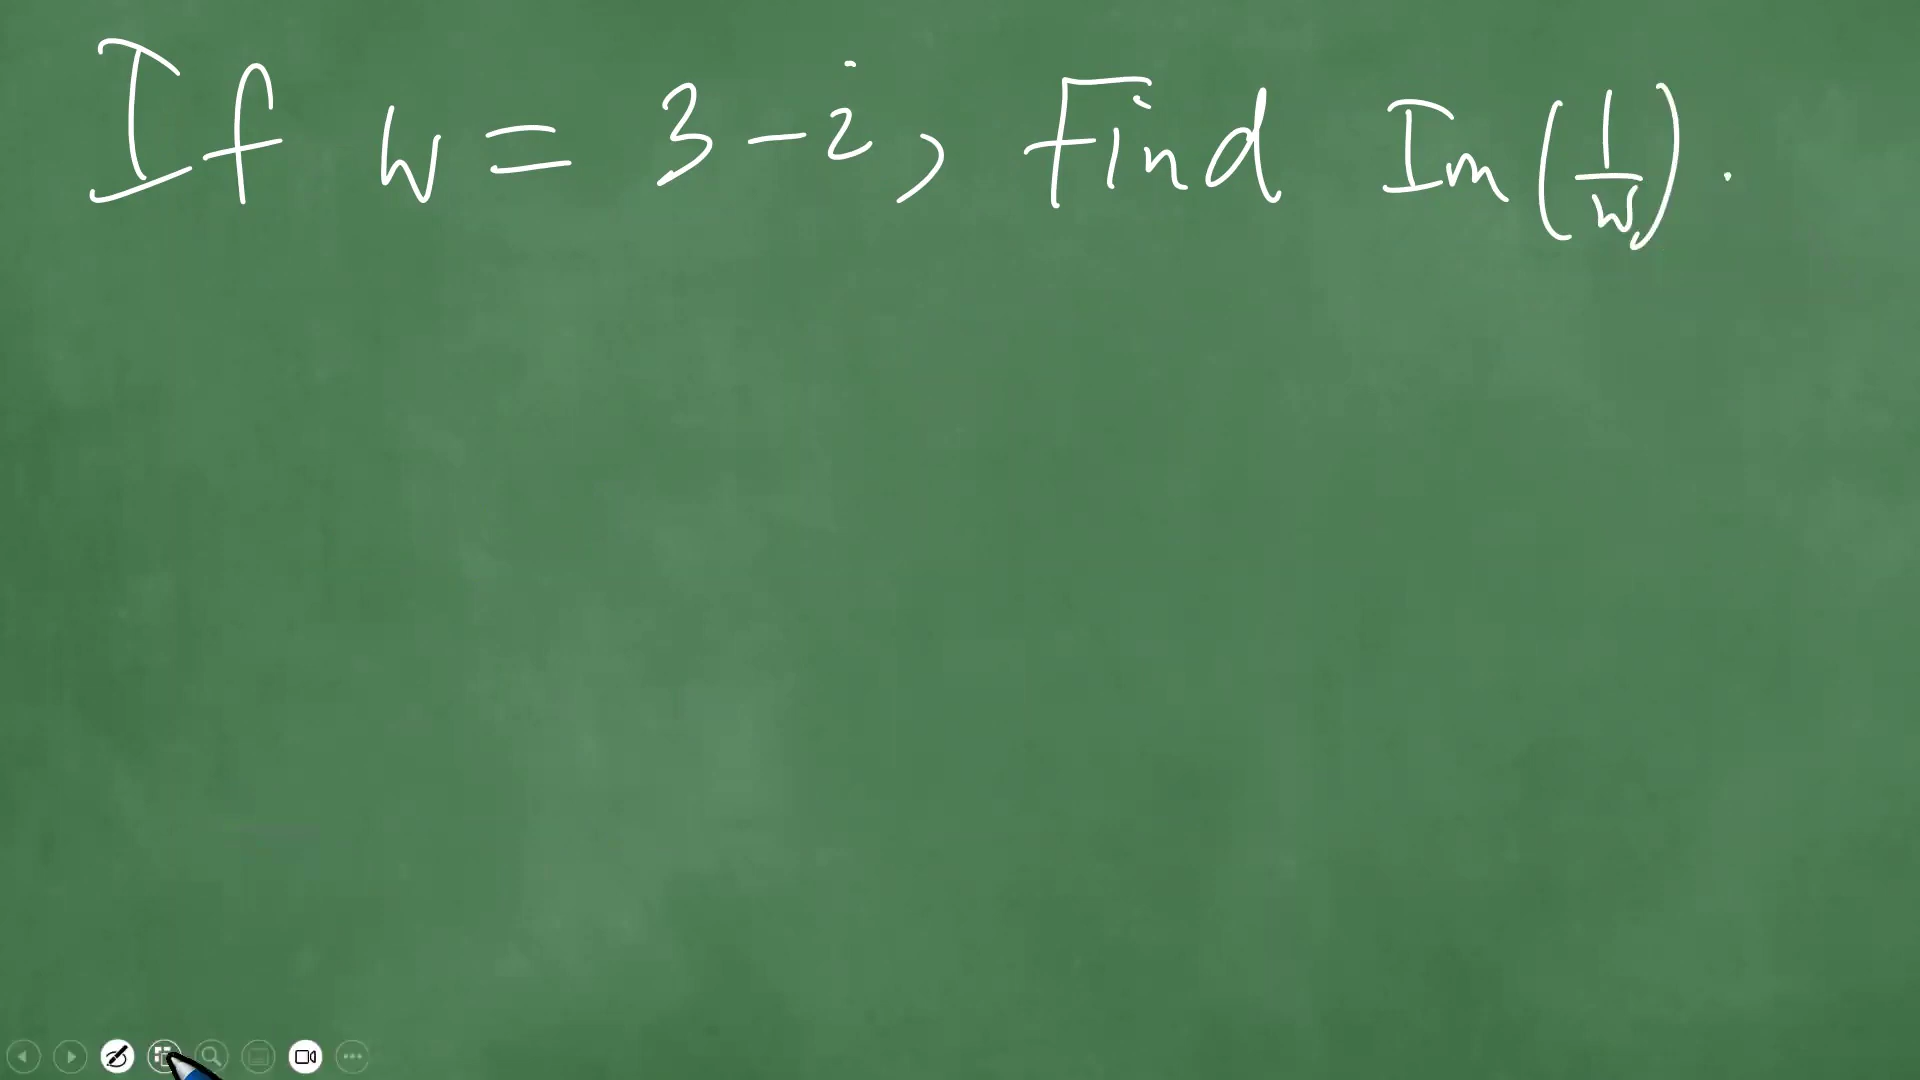 If w = 3 - i, Find Im(1/w).